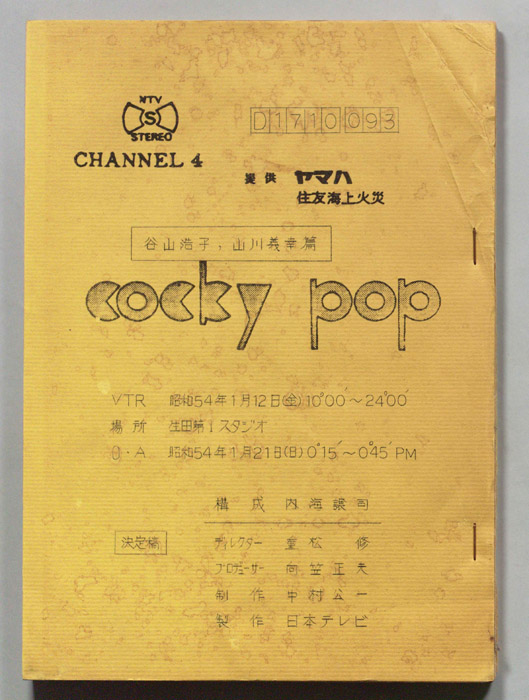 NTV
S
STEREO
CHANNEL 4
D1710093
提供 ヤマハ
住友海上火災
谷山浩子，山川義幸篇
cocky pop
VTR 昭和54年1月12日(金)10°00′～24°00′
場所 生田第1スタジオ
O・A 昭和54年1月21日(日)0°15′～0°45′PM
構成 内海譲司
決定稿
ディレクター 重松 修
プロデューサー 向笠正夫
制作 中村公一
製作 日本テレビ